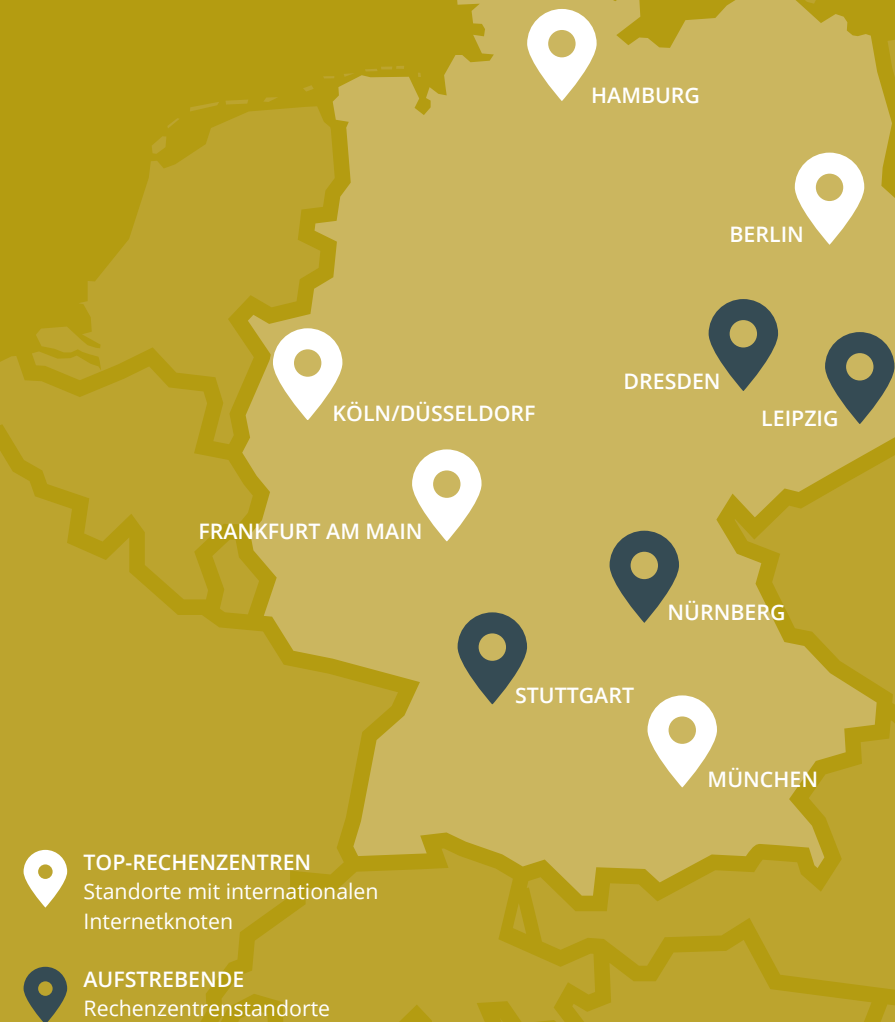 HAMBURG
BERLIN
DRESDEN
LEIPZIG
KÖLN/DÜSSELDORF
FRANKFURT AM MAIN
NÜRNBERG
STUTTGART
MÜNCHEN
TOP-RECHENZENTREN
Standorte mit internationalen
Internetknoten
AUFSTREBENDE
Rechenzentrenstandorte